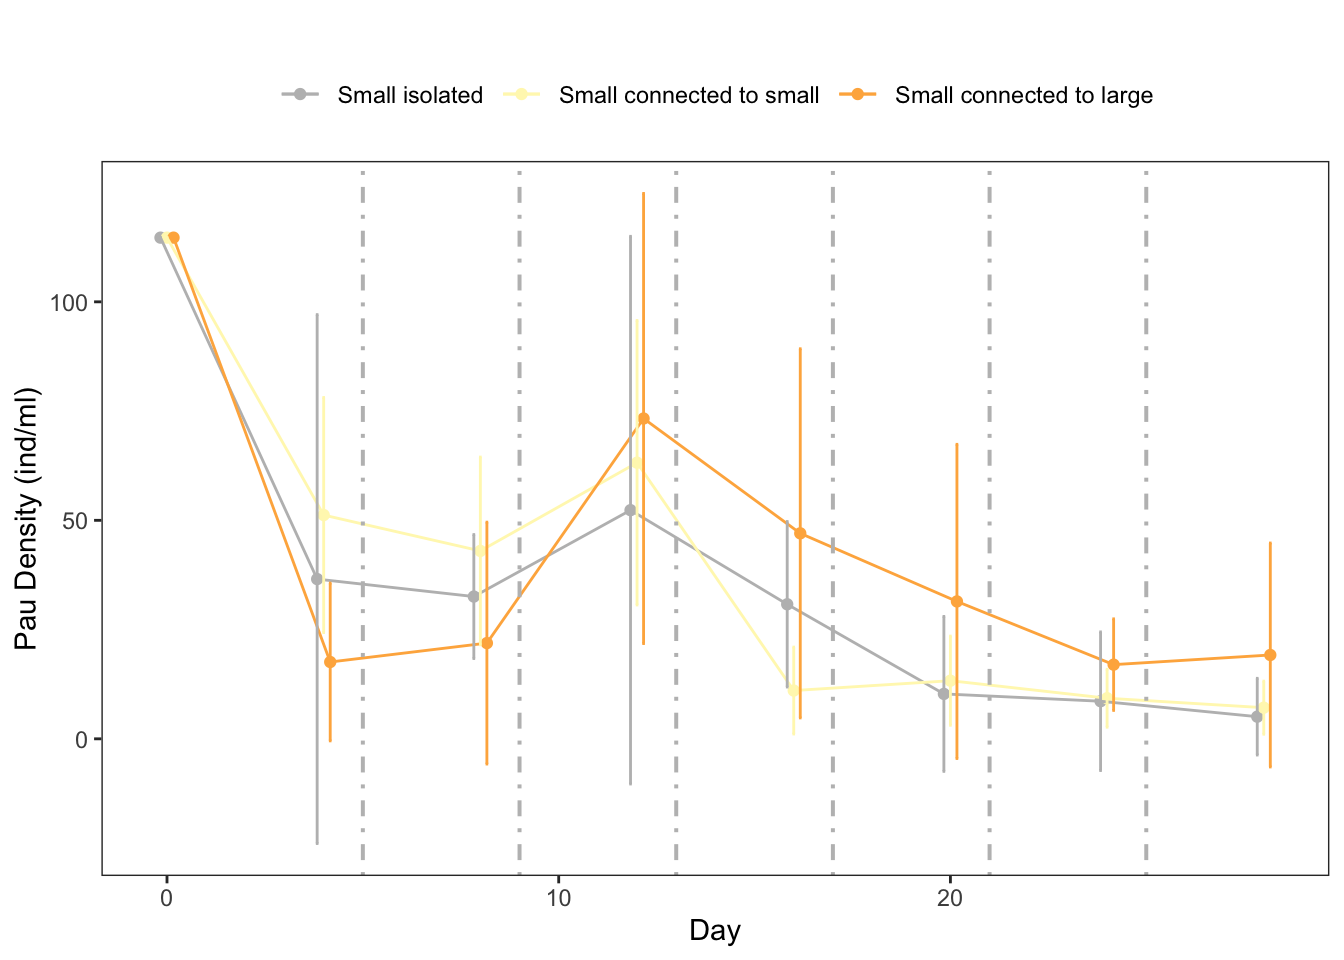 Small isolated Small connected to small Small connected to large
Pau Density (ind/ml)
100
50
0
0 10 20
Day